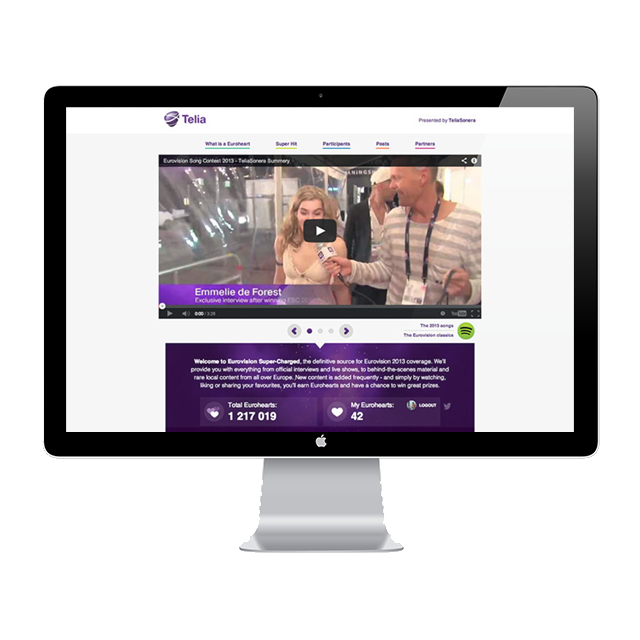 Telia
Presented by TeliaSonera
What is a Euroheart
Super Hit
Participants
Posts
Partners
Eurovision Song Contest 2013 - TeliaSonera Summery
Emmelie de Forest
Exclusive interview after winning ESC 20
0:00 / 3:28
YouTube
The 2013 songs
The Eurovision classics
Welcome to Eurovision Super-Charged, the definitive source for Eurovision 2013 coverage. We'll
provide you with everything from official interviews and live shows, to behind-the-scenes material and
rare local content from all over Europe. New content is added frequently - and simply by watching,
liking or sharing your favourites, you'll earn Eurohearts and have a chance to win great prizes.
Total Eurohearts:
1 217 019
My Eurohearts:
42
LOGOUT